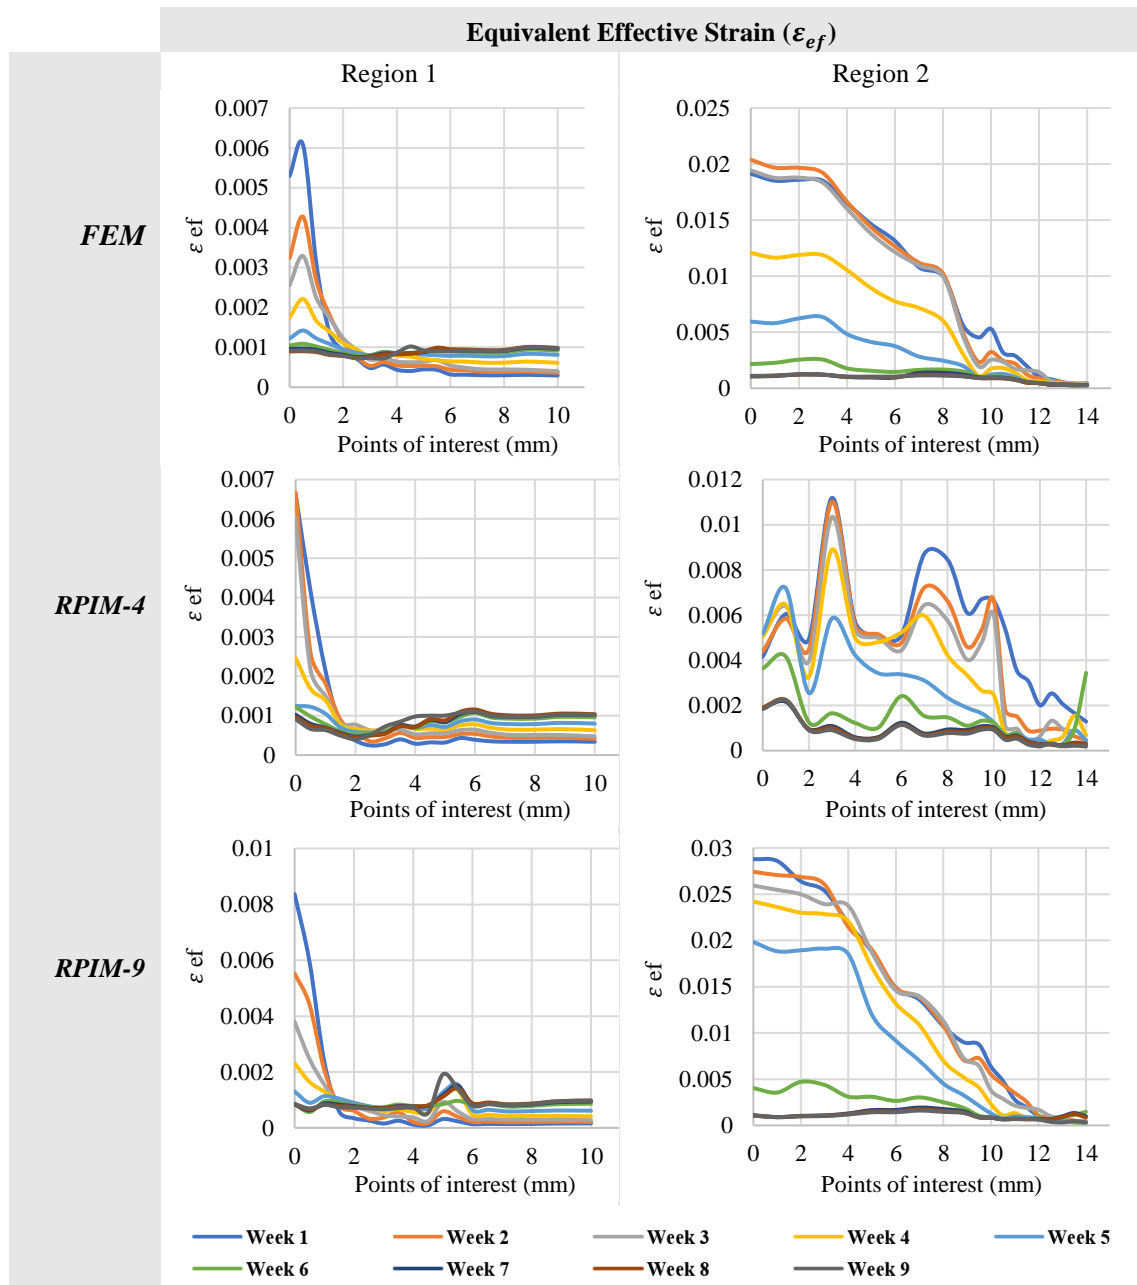 Equivalent Effective Strain (εef)
Region 1
Region 2
FEM
0.007
0.006
0.005
0.004
0.003
0.002
0.001
0
ε ef
0 2 4 6 8 10
Points of interest (mm)
0.025
0.02
0.015
0.01
0.005
0
ε ef
0 2 4 6 8 10 12 14
Points of interest (mm)
RPIM-4
0.007
0.006
0.005
0.004
0.003
0.002
0.001
0
ε ef
0 2 4 6 8 10
Points of interest (mm)
0.012
0.01
0.008
0.006
0.004
0.002
0
ε ef
0 2 4 6 8 10 12 14
Points of interest (mm)
RPIM-9
0.01
0.008
0.006
0.004
0.002
0
ε ef
0 2 4 6 8 10
Points of interest (mm)
0.03
0.025
0.02
0.015
0.01
0.005
0
ε ef
0 2 4 6 8 10 12 14
Points of interest (mm)
Week 1 Week 2 Week 3 Week 4 Week 5
Week 6 Week 7 Week 8 Week 9